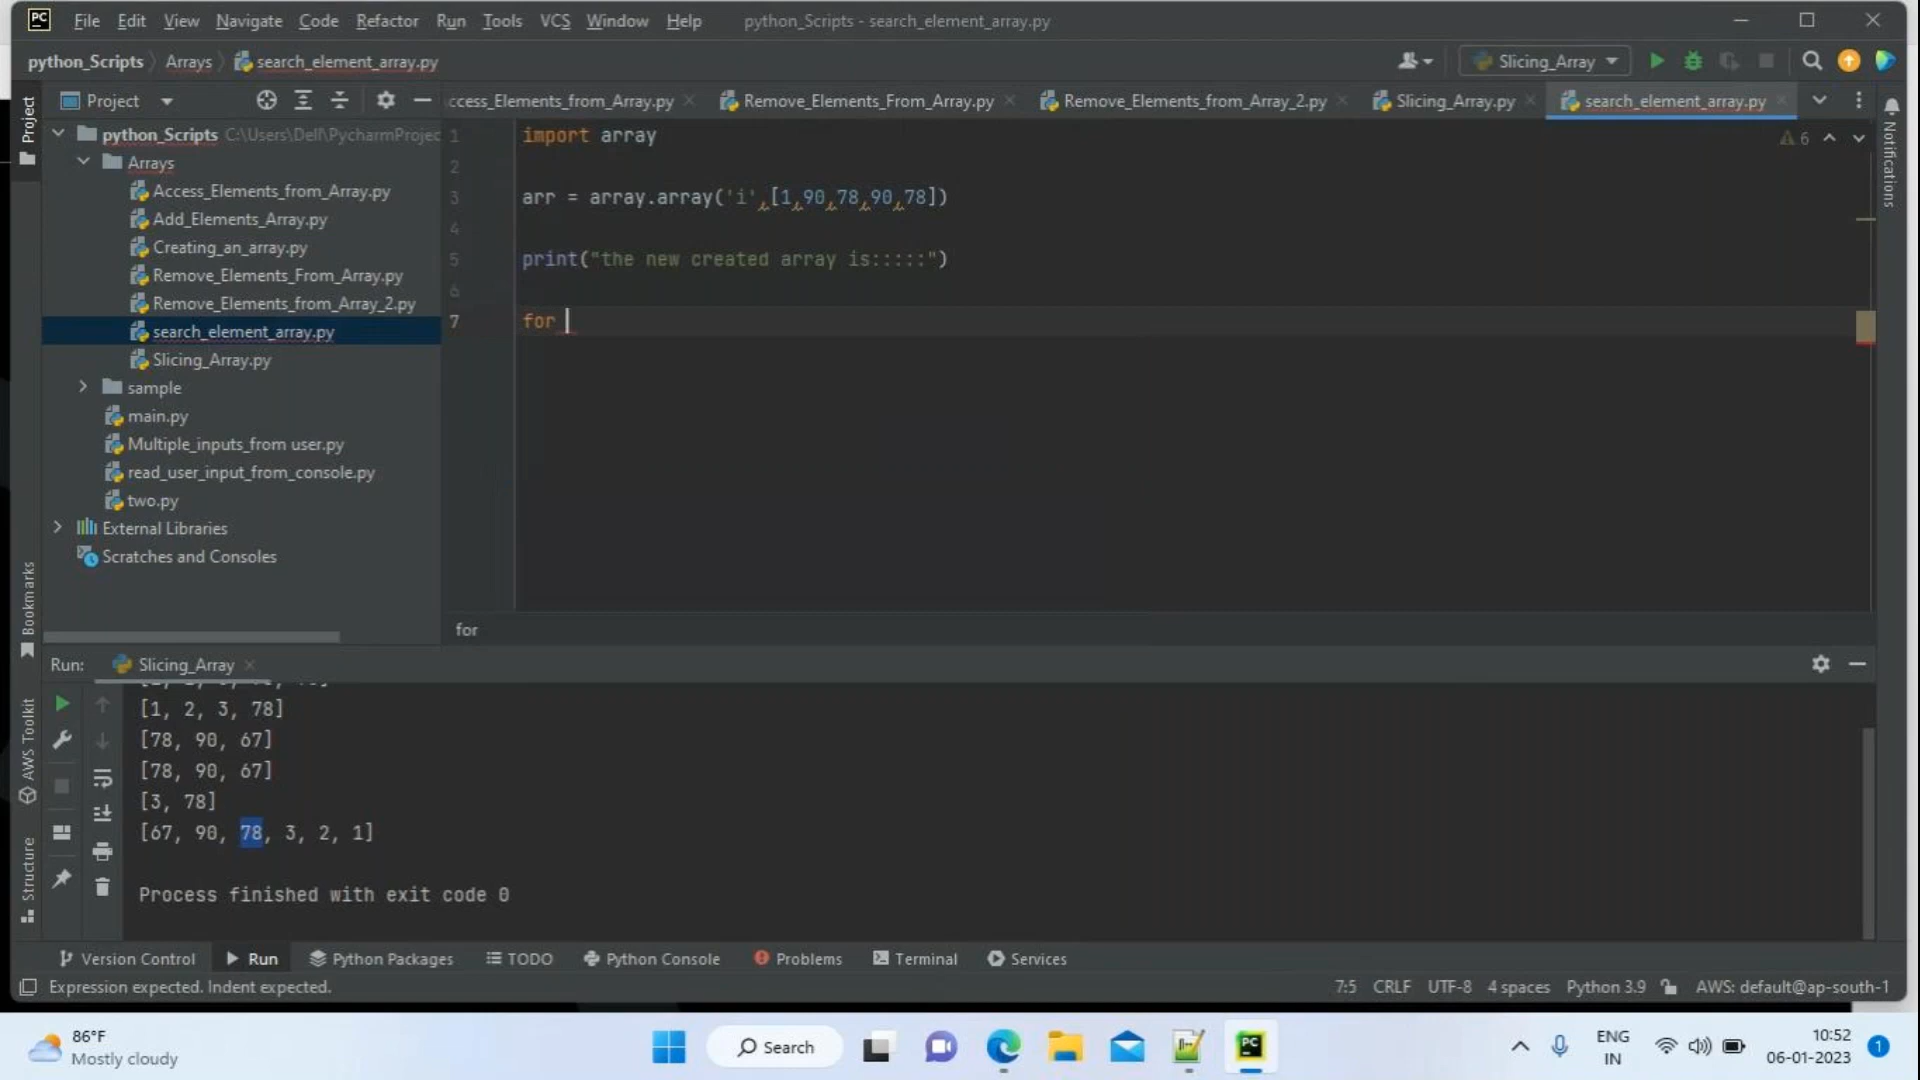 PC File Edit View Navigate Code Refactor Run Tools VCS Window Help python_Scripts - search_element_array.py
python_Scripts Arrays search_element_array.py Slicing_Array
Project ccess_Elements_from_Array.py Remove_Elements_From_Array.py Remove_Elements_from_Array_2.py Slicing_Array.py search_element_array.py
Project
Bookmarks
AWS Toolkit
Structure
Notifications
python_Scripts C:\Users\Dell\PycharmProjec
Arrays
Access_Elements_from_Array.py
Add_Elements_Array.py
Creating_an_array.py
Remove_Elements_From_Array.py
Remove_Elements_from_Array_2.py
search_element_array.py
Slicing_Array.py
sample
main.py
Multiple_inputs_from user.py
read_user_input_from_console.py
two.py
External Libraries
Scratches and Consoles
6
1 import array
2
3 arr = array.array('i',[1,90,78,90,78])
4
5 print("the new created array is:::::")
6
7 for
for
Run: Slicing_Array
[1, 2, 3, 78]
[78, 90, 67]
[78, 90, 67]
[3, 78]
[67, 90, 78, 3, 2, 1]
Process finished with exit code 0
Version Control Run Python Packages TODO Python Console Problems Terminal Services
Expression expected. Indent expected. 7:5 CRLF UTF-8 4 spaces Python 3.9 AWS: default@ap-south-1
86°F
Mostly cloudy
Search
PC
ENG
IN
10:52
06-01-2023
1